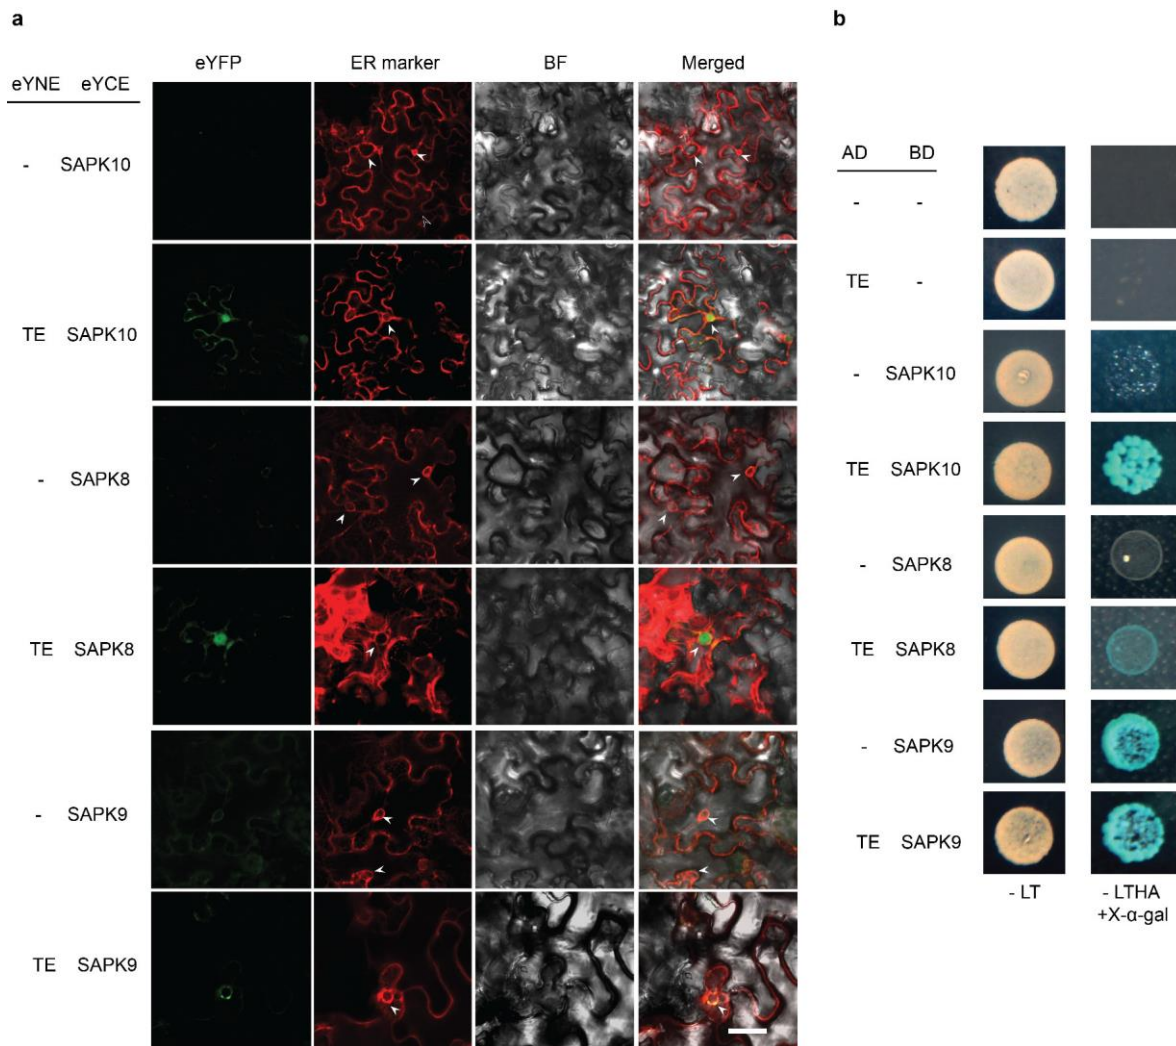 a
eYFP ER marker BF Merged
eYNE eYCE
- SAPK10
TE SAPK10
- SAPK8
TE SAPK8
- SAPK9
TE SAPK9
b
AD BD
- -
TE -
- SAPK10
TE SAPK10
- SAPK8
TE SAPK8
- SAPK9
TE SAPK9
- LT - LTHA
+X-α-gal